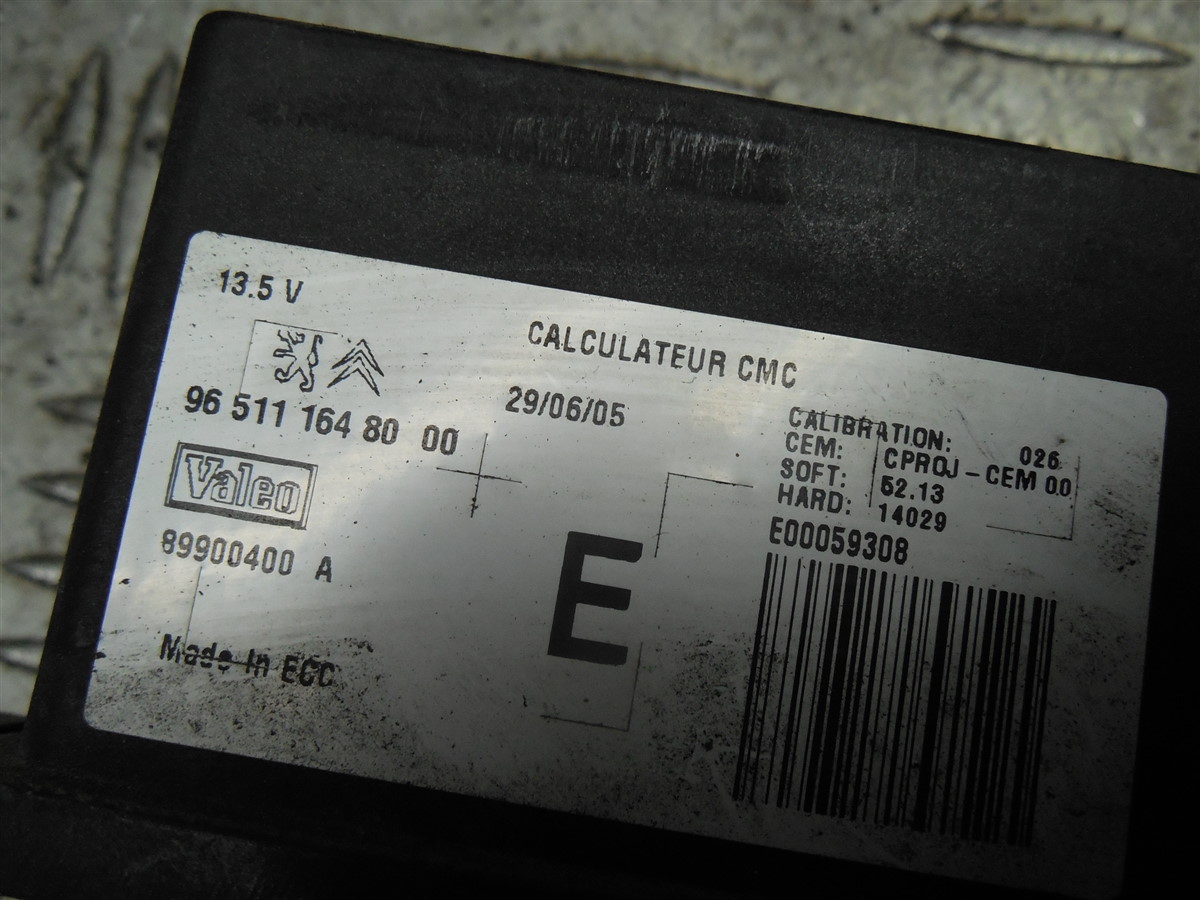 13.5 V
CALCULATEUR CMC
96 511 164 80 00
29/06/05
Valeo
89900400 A
Made In ECC
E
CALIBRATION: 026
CEM: CPROJ-CEM 00
SOFT: 52.13
HARD: 14029
E00059308